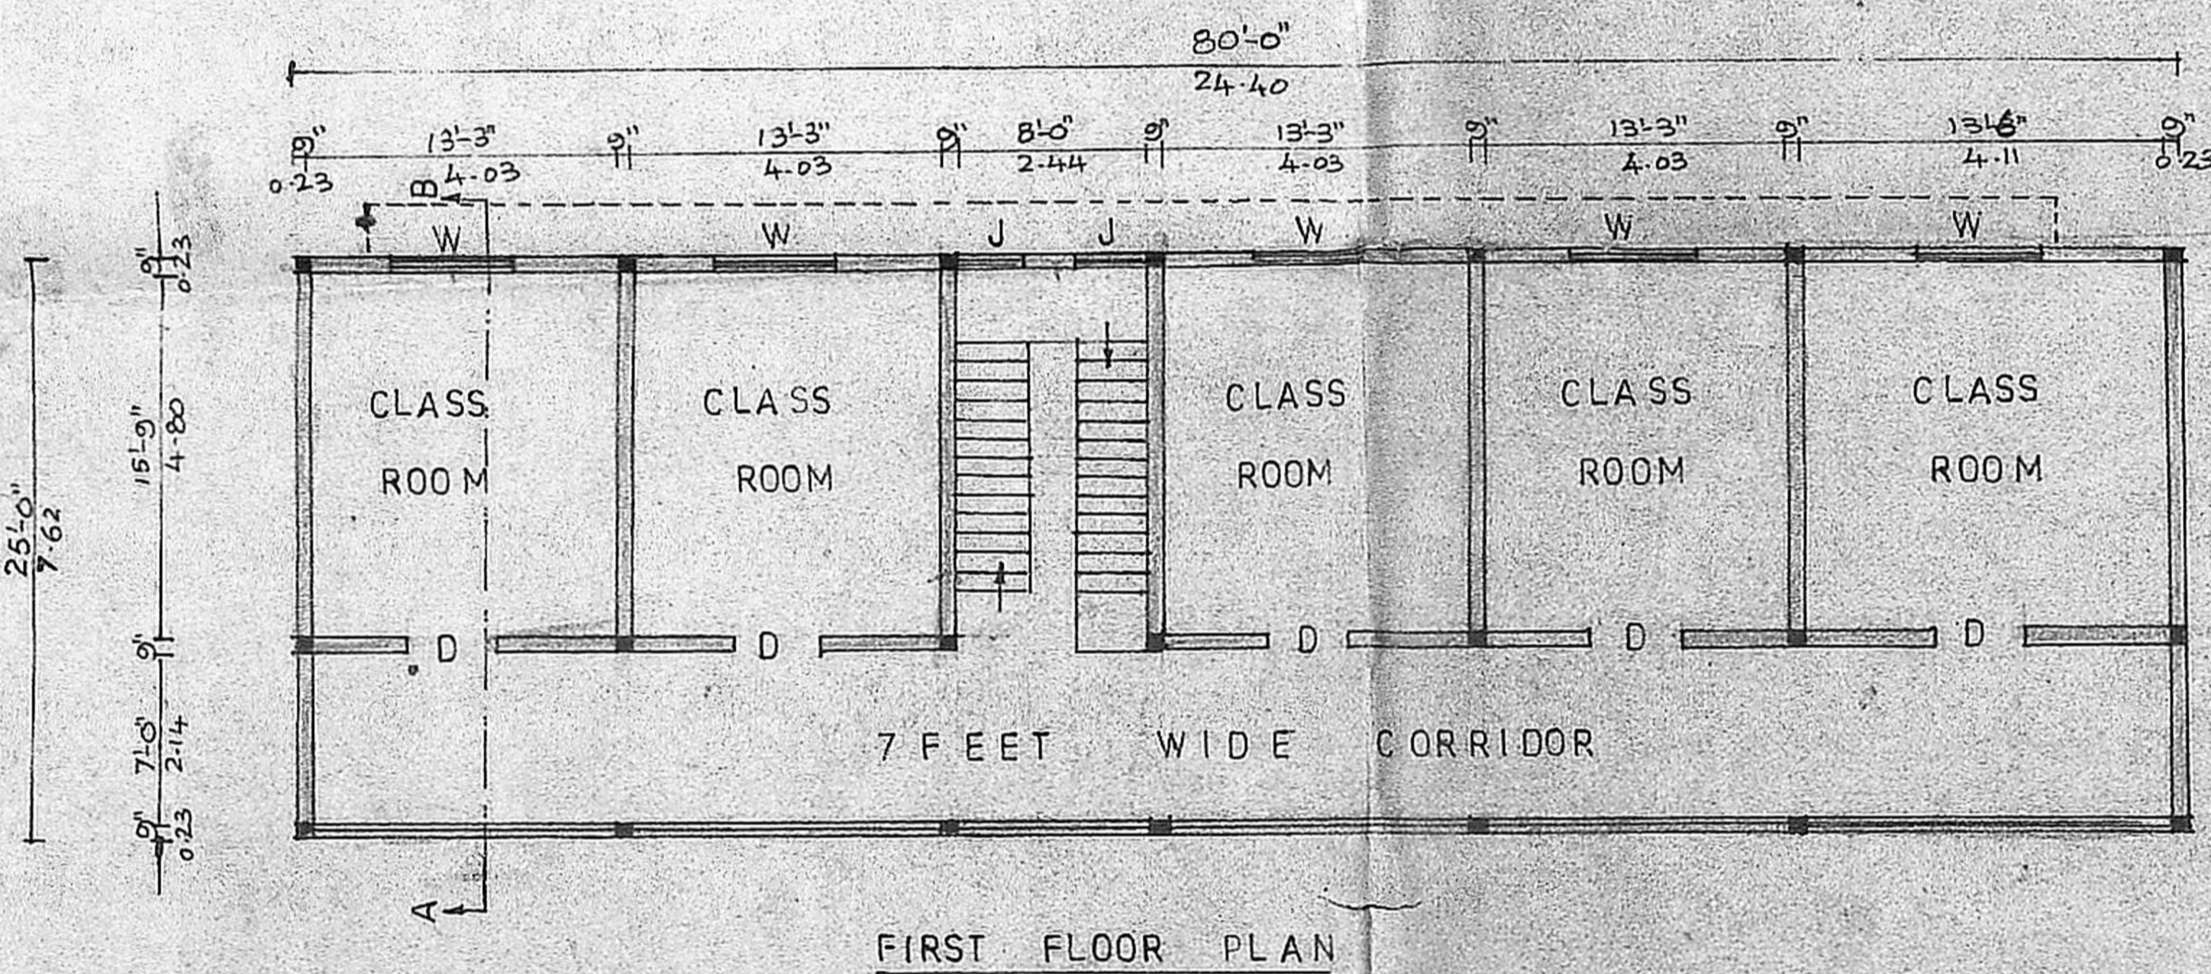 80'-0"
24.40
9" 13'-3" 9" 13'-3" 9" 8'-0" 9" 13'-3" 9" 13'-3" 9" 13'-6" 9"
0.23 4.03 4.03 2.44 4.03 4.03 4.11 0.23
B
W W J J W W W
9"
0.23
CLASS CLASS CLASS CLASS CLASS
ROOM ROOM ROOM ROOM ROOM
15'-9"
4.80
25'-0"
7.62
9"
D D D D D
7'-0"
2.14
7 FEET WIDE CORRIDOR
9"
0.23
A
FIRST FLOOR PLAN